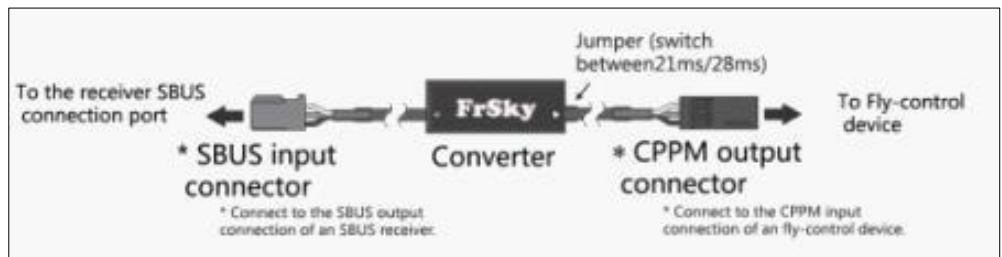 Jumper (switch
between21ms/28ms)
To the receiver SBUS
connection port
FrSky
To Fly-control
device
* SBUS input
connector
Converter
* CPPM output
connector
* Connect to the SBUS output
connection of an SBUS receiver.
* Connect to the CPPM input
connection of an fly-control device.